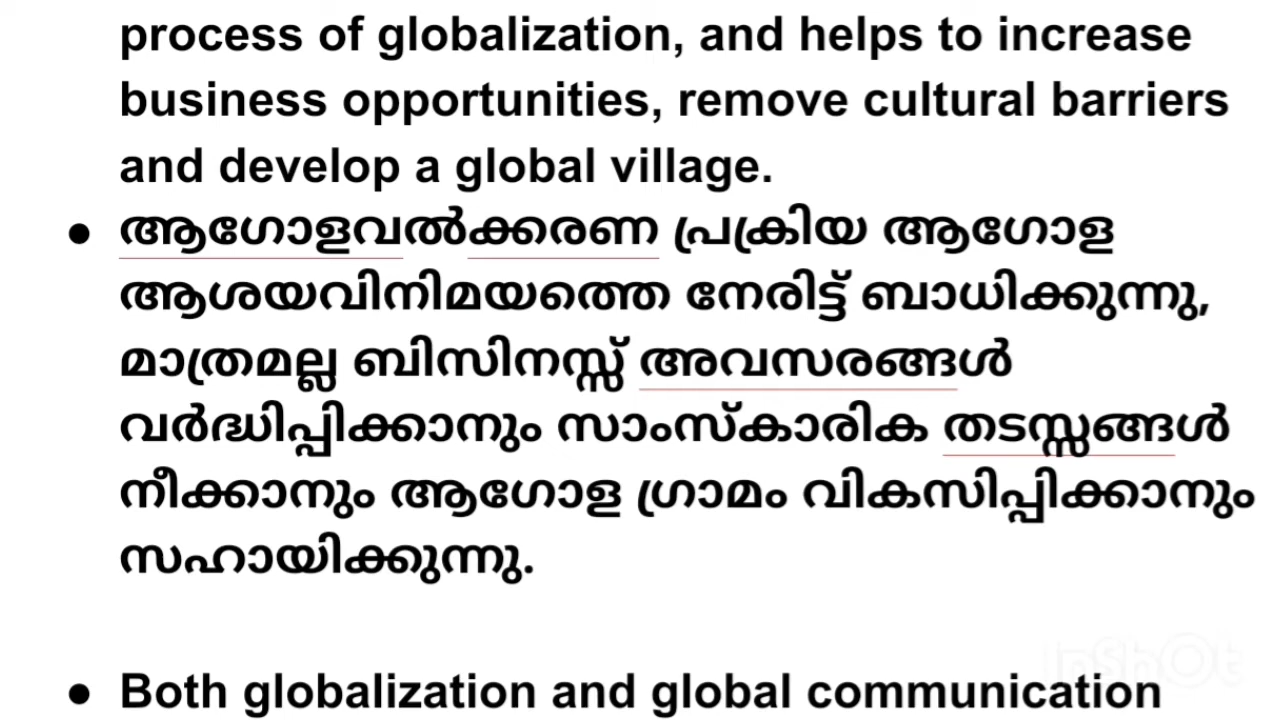 process of globalization, and helps to increase
business opportunities, remove cultural barriers
and develop a global village.
● ആഗോളവൽക്കരണ പ്രക്രിയ ആഗോള
ആശയവിനിമയത്തെ നേരിട്ട് ബാധിക്കുന്നു,
മാത്രമല്ല ബിസിനസ്സ് അവസരങ്ങൾ
വർദ്ധിപ്പിക്കാനും സാംസ്കാരിക തടസ്സങ്ങൾ
നീക്കാനും ആഗോള ഗ്രാമം വികസിപ്പിക്കാനും
സഹായിക്കുന്നു.
InShOt
● Both globalization and global communication